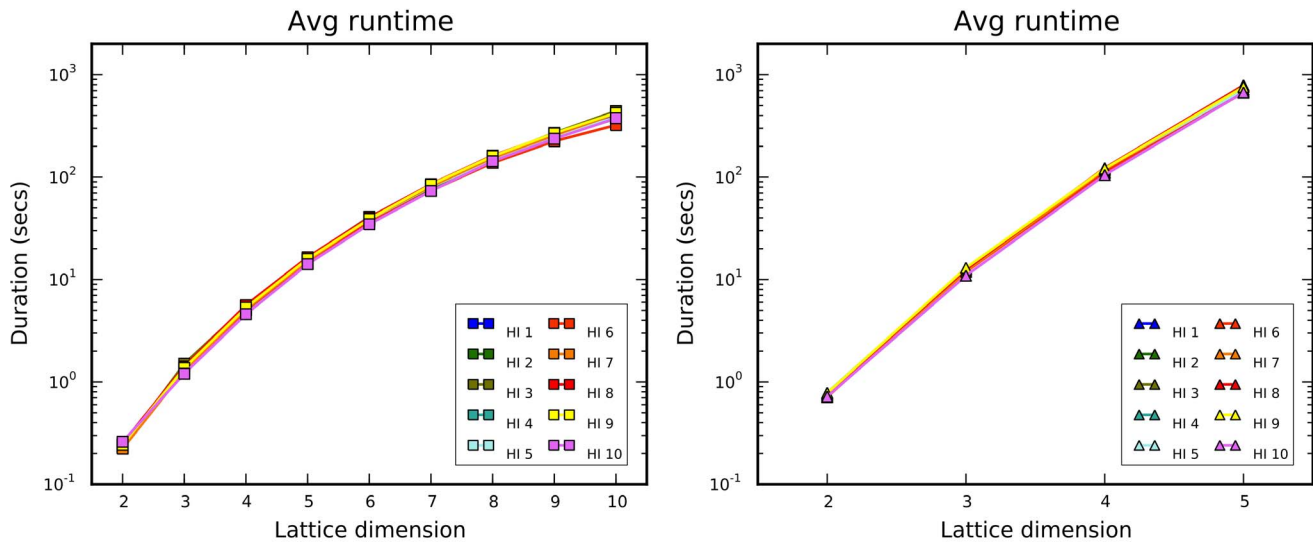 Avg runtime
Duration (secs)
10³
10²
10¹
10⁰
10⁻¹
2 3 4 5 6 7 8 9 10
Lattice dimension
HI 1 HI 6
HI 2 HI 7
HI 3 HI 8
HI 4 HI 9
HI 5 HI 10
Avg runtime
Duration (secs)
10³
10²
10¹
10⁰
10⁻¹
2 3 4 5
Lattice dimension
HI 1 HI 6
HI 2 HI 7
HI 3 HI 8
HI 4 HI 9
HI 5 HI 10